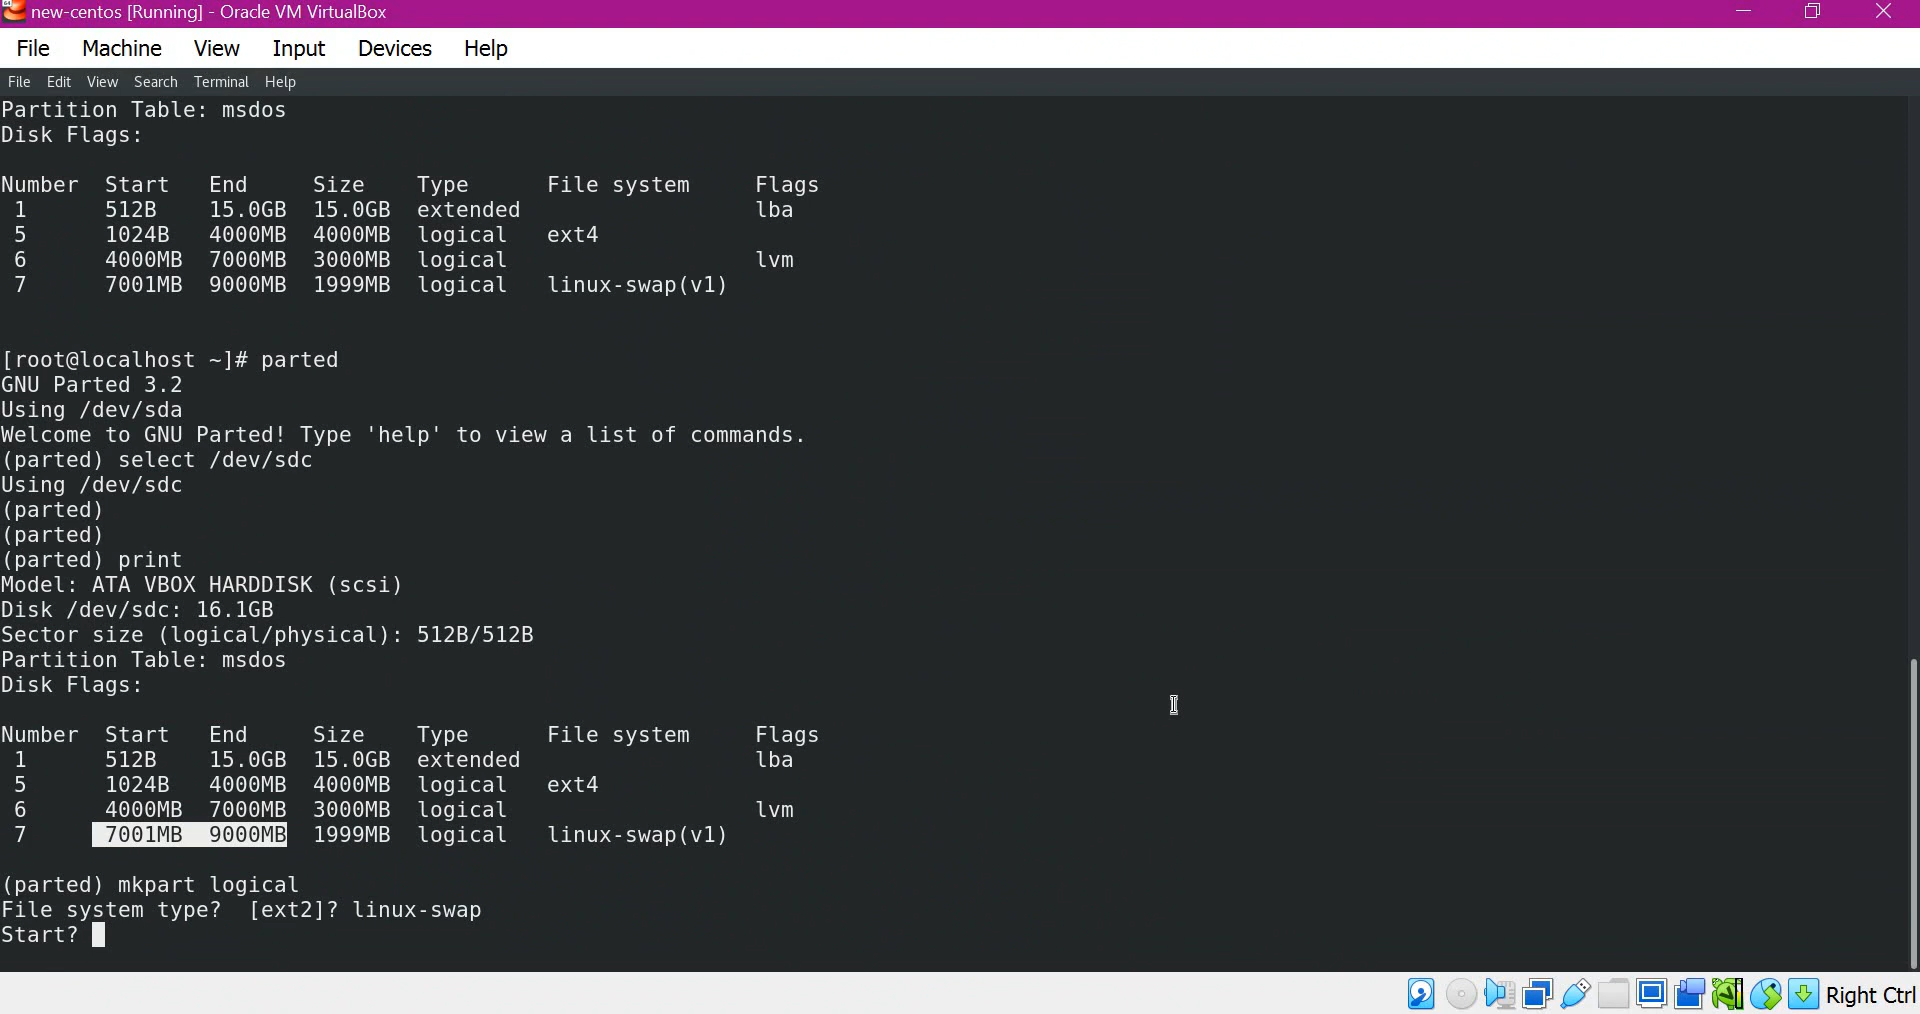 new-centos [Running] - Oracle VM VirtualBox
File Machine View Input Devices Help
File Edit View Search Terminal Help
Partition Table: msdos
Disk Flags:
Number  Start   End     Size    Type      File system     Flags
 1      512B    15.0GB  15.0GB  extended                  lba
 5      1024B   4000MB  4000MB  logical   ext4
 6      4000MB  7000MB  3000MB  logical                   lvm
 7      7001MB  9000MB  1999MB  logical   linux-swap(v1)
[root@localhost ~]# parted
GNU Parted 3.2
Using /dev/sda
Welcome to GNU Parted! Type 'help' to view a list of commands.
(parted) select /dev/sdc
Using /dev/sdc
(parted)
(parted)
(parted) print
Model: ATA VBOX HARDDISK (scsi)
Disk /dev/sdc: 16.1GB
Sector size (logical/physical): 512B/512B
Partition Table: msdos
Disk Flags:
Number  Start   End     Size    Type      File system     Flags
 1      512B    15.0GB  15.0GB  extended                  lba
 5      1024B   4000MB  4000MB  logical   ext4
 6      4000MB  7000MB  3000MB  logical                   lvm
 7      7001MB  9000MB  1999MB  logical   linux-swap(v1)
(parted) mkpart logical
File system type?  [ext2]? linux-swap
Start?
Right Ctrl